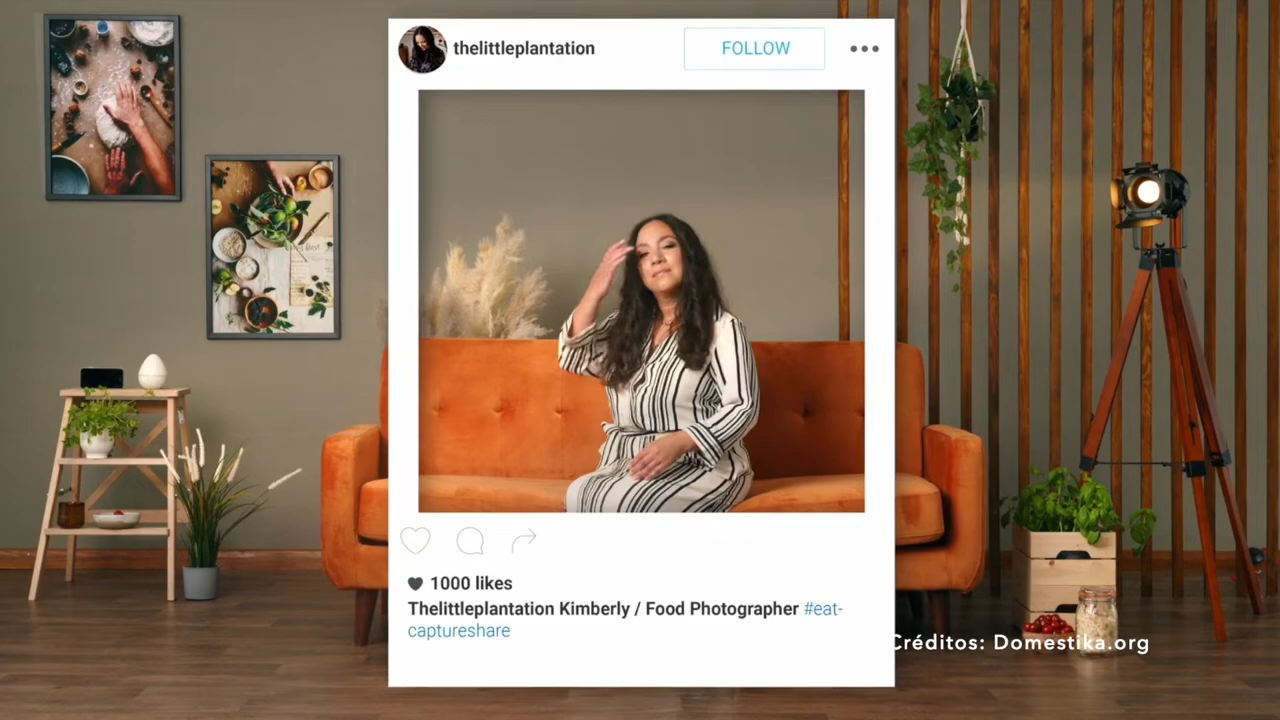 thelittleplantation
FOLLOW
1000 likes
Thelittleplantation Kimberly / Food Photographer #eat-
captureshare
Créditos: Domestika.org